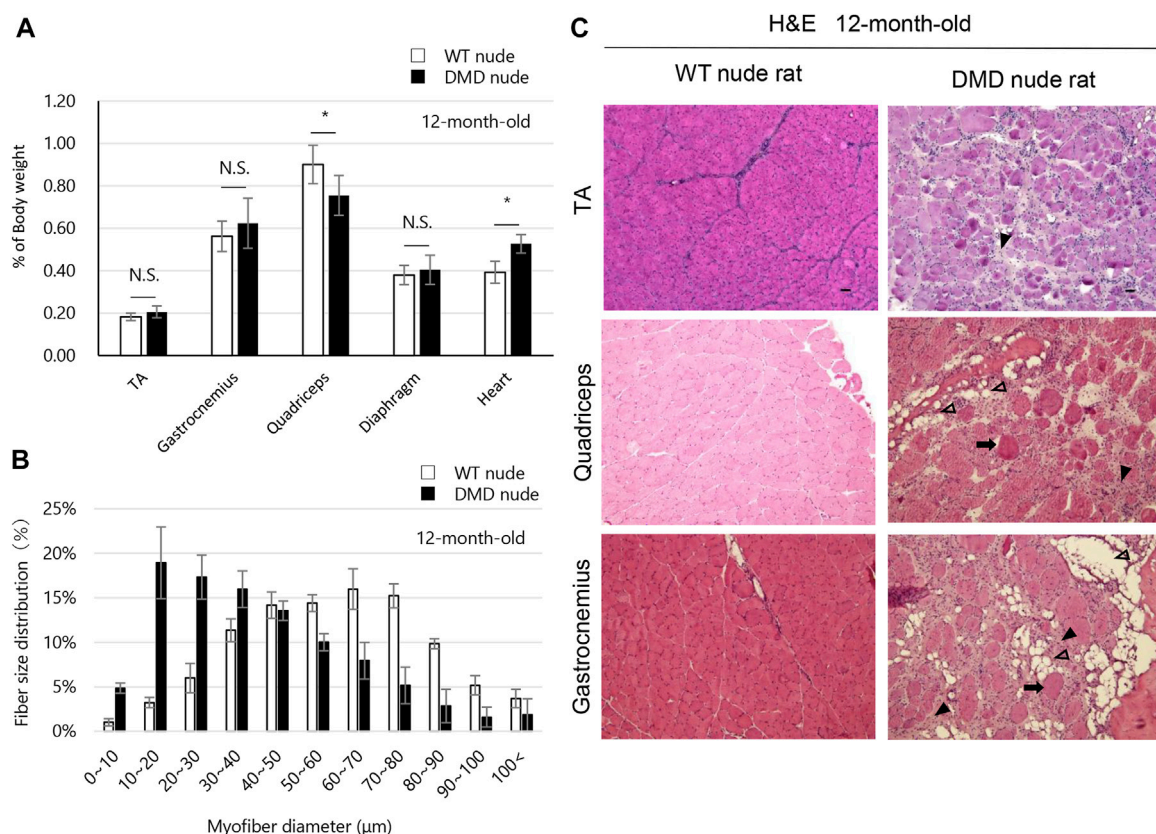 A
WT nude
DMD nude
12-month-old
% of Body weight
1.20
1.00
0.80
0.60
0.40
0.20
0.00
N.S.
N.S.
*
N.S.
*
TA
Gastrocnemius
Quadriceps
Diaphragm
Heart
B
WT nude
DMD nude
12-month-old
Fiber size distribution (%)
25%
20%
15%
10%
5%
0%
0~10
10~20
20~30
30~40
40~50
50~60
60~70
70~80
80~90
90~100
100<
Myofiber diameter (μm)
C
H&E 12-month-old
WT nude rat
DMD nude rat
TA
Quadriceps
Gastrocnemius